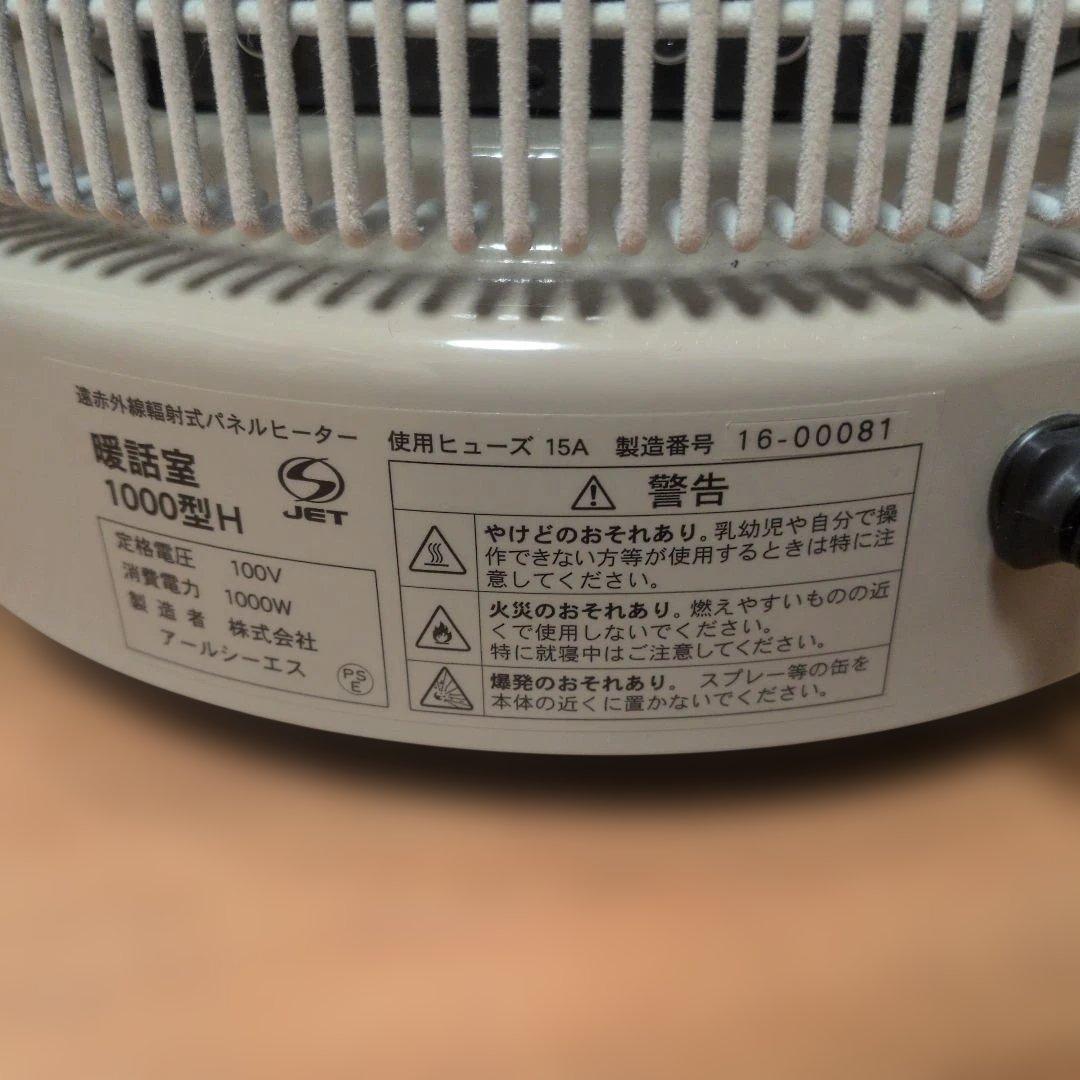 遠赤外線輻射式パネルヒーター
暖話室
1000型H
JET
定格電圧 100V
消費電力 1000W
製造者 株式会社
アールシーエス
PS
E
使用ヒューズ 15A 製造番号 16-00081
警告
やけどのおそれあり。乳幼児や自分で操
作できない方等が使用するときは特に注
意してください。
火災のおそれあり。燃えやすいものの近
くで使用しないでください。
特に就寝中はご注意してください。
爆発のおそれあり。 スプレー等の缶を
本体の近くに置かないでください。